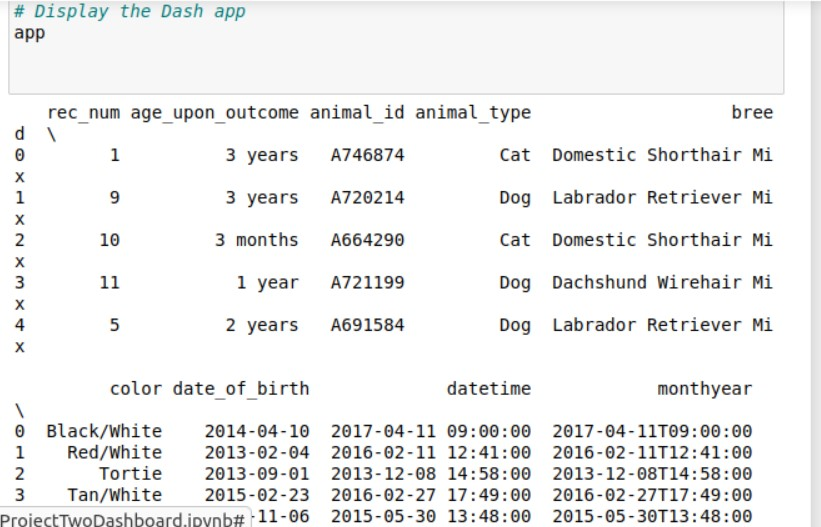 # Display the Dash app
app
rec_num age_upon_outcome animal_id animal_type bree
d \
0 1 3 years A746874 Cat Domestic Shorthair Mi
x
1 9 3 years A720214 Dog Labrador Retriever Mi
x
2 10 3 months A664290 Cat Domestic Shorthair Mi
x
3 11 1 year A721199 Dog Dachshund Wirehair Mi
x
4 5 2 years A691584 Dog Labrador Retriever Mi
x
color date_of_birth datetime monthyear
\
0 Black/White 2014-04-10 2017-04-11 09:00:00 2017-04-11T09:00:00
1 Red/White 2013-02-04 2016-02-11 12:41:00 2016-02-11T12:41:00
2 Tortie 2013-09-01 2013-12-08 14:58:00 2013-12-08T14:58:00
3 Tan/White 2015-02-23 2016-02-27 17:49:00 2016-02-27T17:49:00
ProjectTwoDashboard.ipynb# -11-06 2015-05-30 13:48:00 2015-05-30T13:48:00